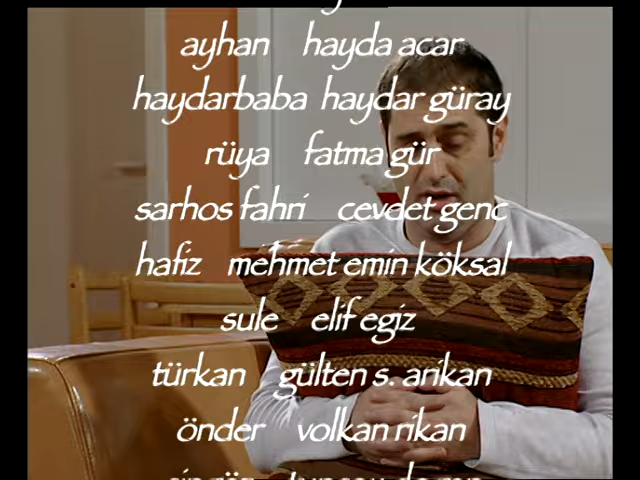 ayhan hayda acar
haydarbaba haydar güray
rüya fatma gür
sarhos fahri cevdet genc
hafiz mehmet emin köksal
sule elif egiz
türkan gülten s. arikan
önder volkan rikan